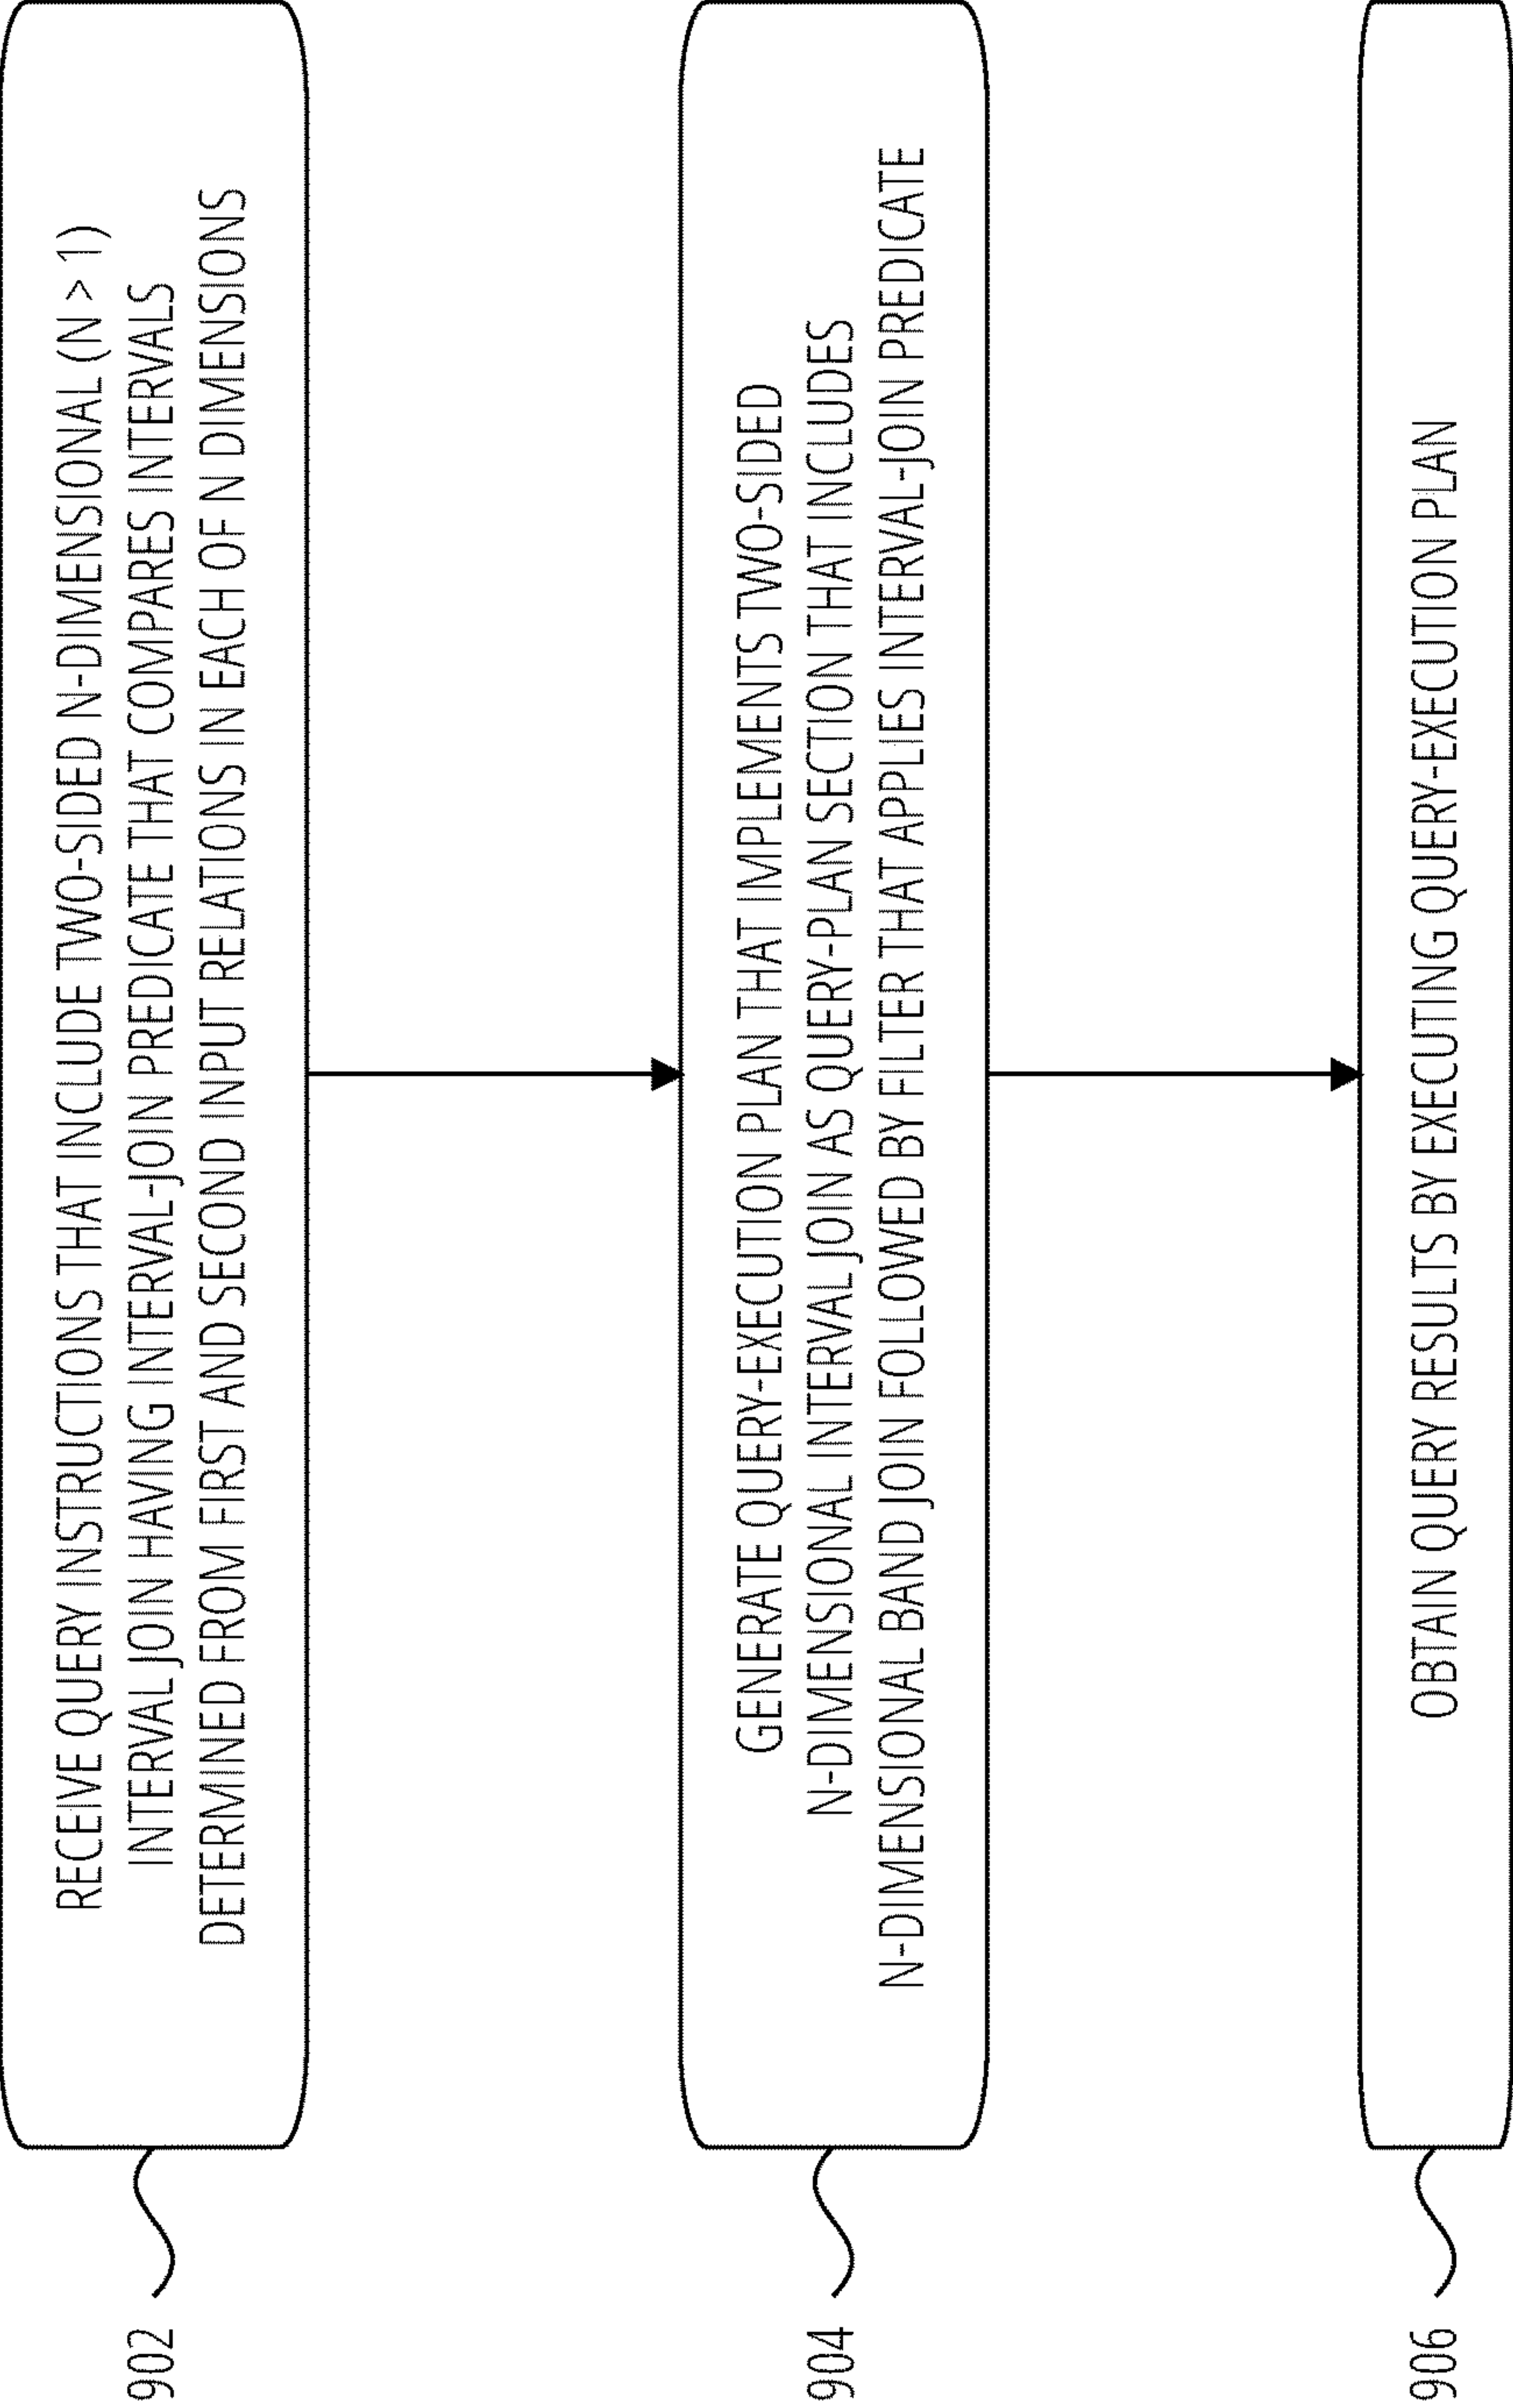 902
RECEIVE QUERY INSTRUCTIONS THAT INCLUDE TWO-SIDED N-DIMENSIONAL (N > 1)
INTERVAL JOIN HAVING INTERVAL-JOIN PREDICATE THAT COMPARES INTERVALS
DETERMINED FROM FIRST AND SECOND INPUT RELATIONS IN EACH OF N DIMENSIONS
904
GENERATE QUERY-EXECUTION PLAN THAT IMPLEMENTS TWO-SIDED
N-DIMENSIONAL INTERVAL JOIN AS QUERY-PLAN SECTION THAT INCLUDES
N-DIMENSIONAL BAND JOIN FOLLOWED BY FILTER THAT APPLIES INTERVAL-JOIN PREDICATE
906
OBTAIN QUERY RESULTS BY EXECUTING QUERY-EXECUTION PLAN